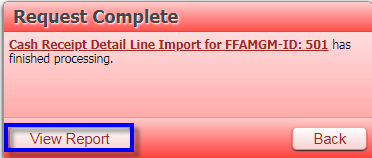 Request Complete
Cash Receipt Detail Line Import for FFAMGM-ID: 501 has
finished processing.
View Report
Back